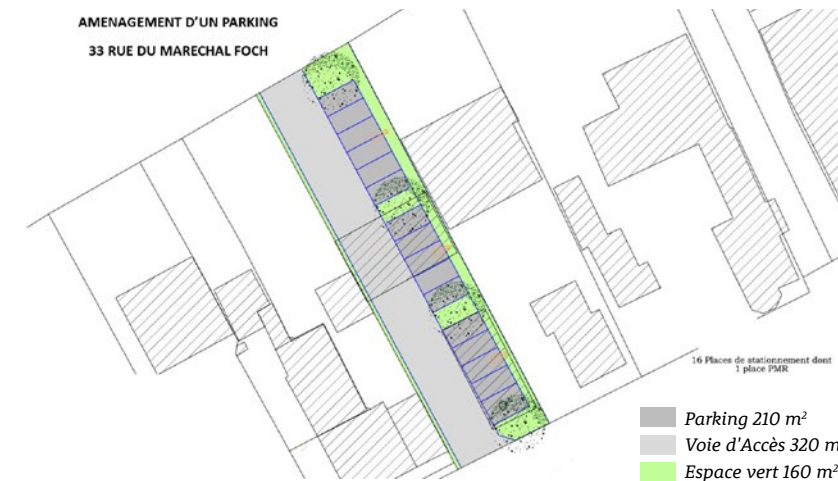 AMENAGEMENT D'UN PARKING
33 RUE DU MARECHAL FOCH
16 Places de stationnement dont
1 place PMR
Parking 210 m²
Voie d'Accès 320 m
Espace vert 160 m²